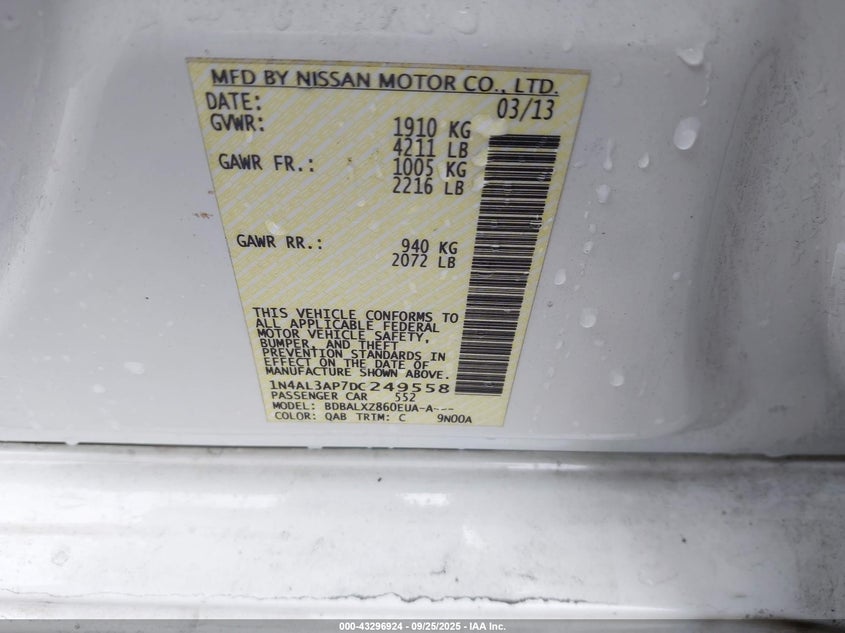 MFD BY NISSAN MOTOR CO., LTD.
DATE: 03/13
GVWR: 1910 KG
4211 LB
GAWR FR.: 1005 KG
2216 LB
GAWR RR.: 940 KG
2072 LB
THIS VEHICLE CONFORMS TO
ALL APPLICABLE FEDERAL
MOTOR VEHICLE SAFETY,
BUMPER, AND THEFT
PREVENTION STANDARDS IN
EFFECT ON THE DATE OF
MANUFACTURE SHOWN ABOVE.
1N4AL3AP7DC249558
PASSENGER CAR 552
MODEL: BDBALXZ860EUA-A---
COLOR: QAB TRIM: C 9N00A
000-43296924 - 09/25/2025 - IAA Inc.